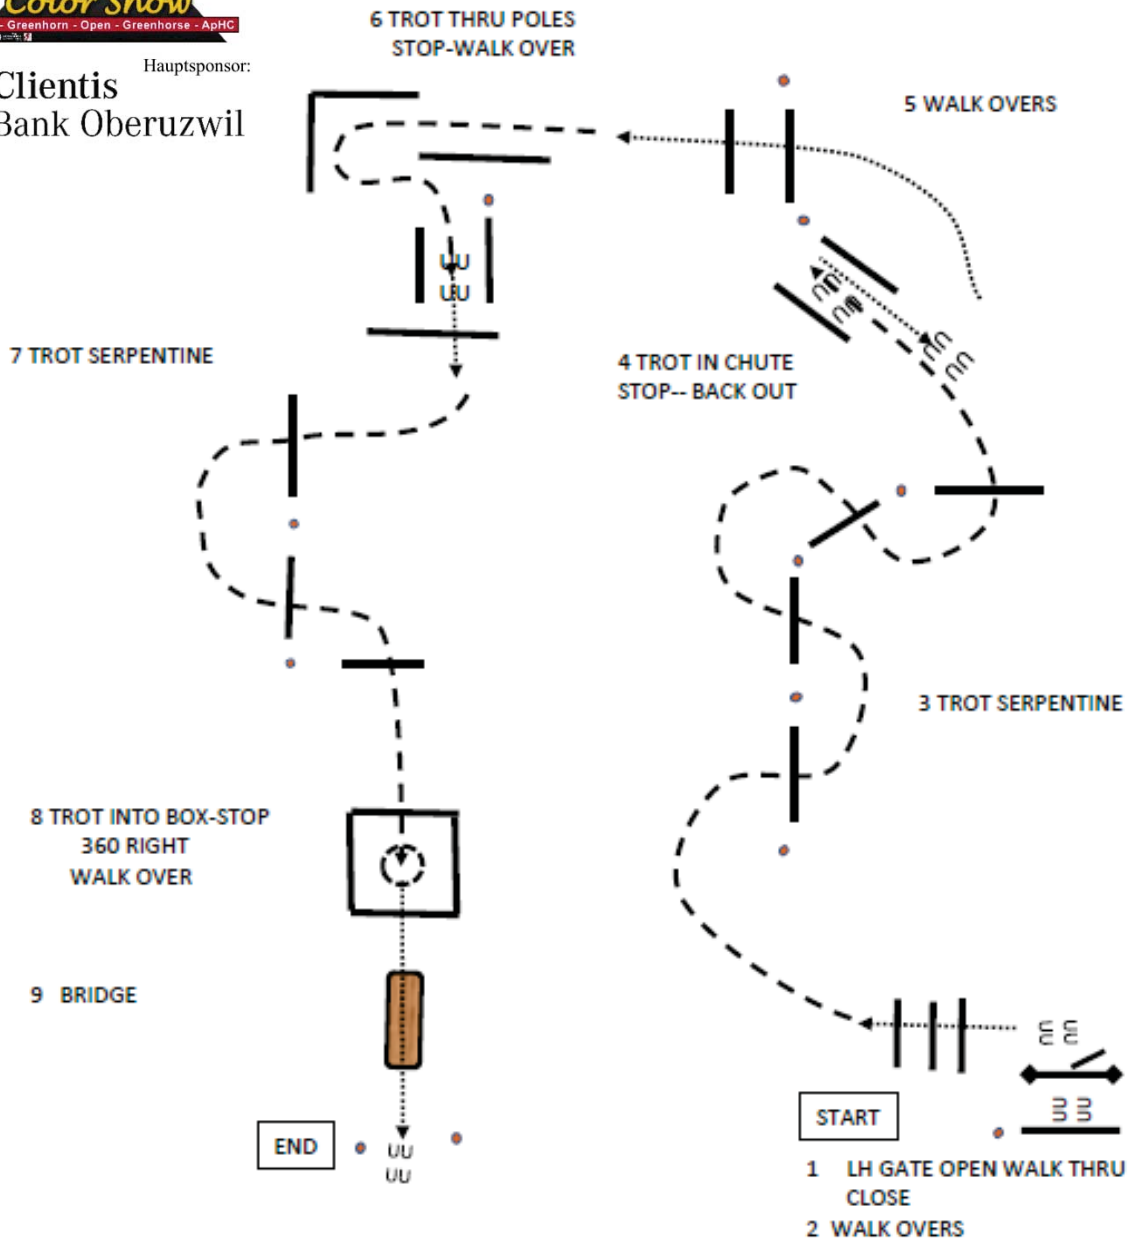 Color Show
- Greenhorn - Open - Greenhorse - ApHC
Hauptsponsor:
Clientis
Bank Oberuzwil
6 TROT THRU POLES
STOP-WALK OVER
5 WALK OVERS
7 TROT SERPENTINE
4 TROT IN CHUTE
STOP-- BACK OUT
3 TROT SERPENTINE
8 TROT INTO BOX-STOP
360 RIGHT
WALK OVER
9 BRIDGE
END
START
1 LH GATE OPEN WALK THRU
CLOSE
2 WALK OVERS